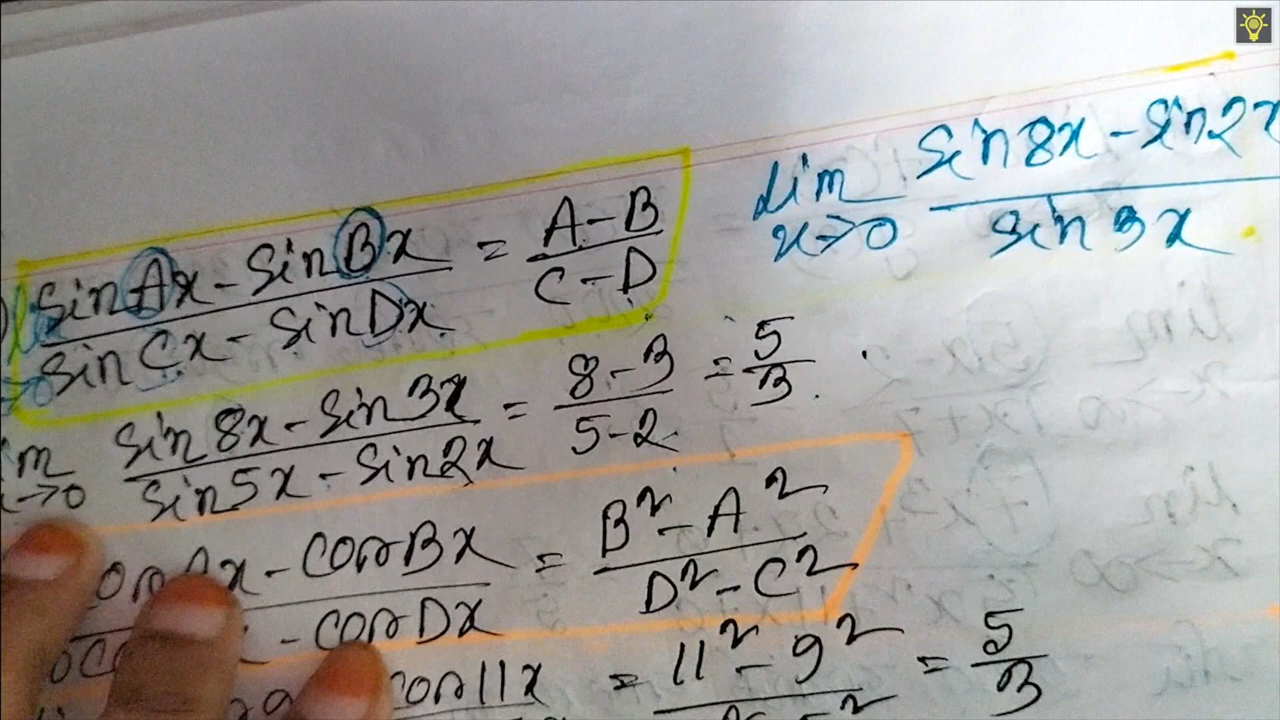 lim x→0 (sin8x - sin2x)/(sin3x)
(sinAx - sinBx)/(sinCx - sinDx) = (A-B)/(C-D)
lim x→0 (sin8x - sin3x)/(sin5x - sin2x) = (8-3)/(5-2) = 5/3.
- cosBx / - cosDx = (B² - A²)/(D² - C²)
cos11x = 11² - 9² = 5/3